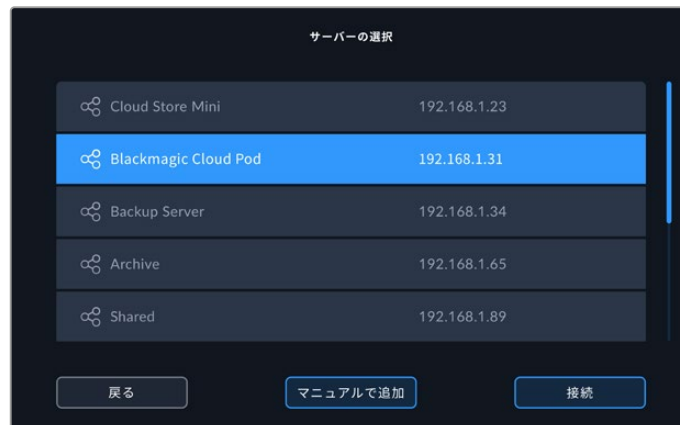 サーバーの選択
Cloud Store Mini 192.168.1.23
Blackmagic Cloud Pod 192.168.1.31
Backup Server 192.168.1.34
Archive 192.168.1.65
Shared 192.168.1.89
戻る マニュアルで追加 接続